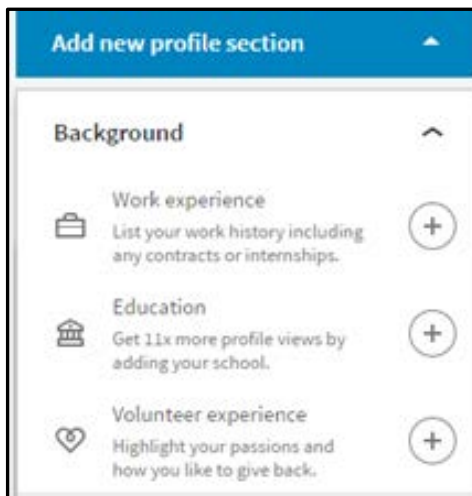 Add new profile section
Background
Work experience
List your work history including
any contracts or internships.
Education
Get 11x more profile views by
adding your school.
Volunteer experience
Highlight your passions and
how you like to give back.